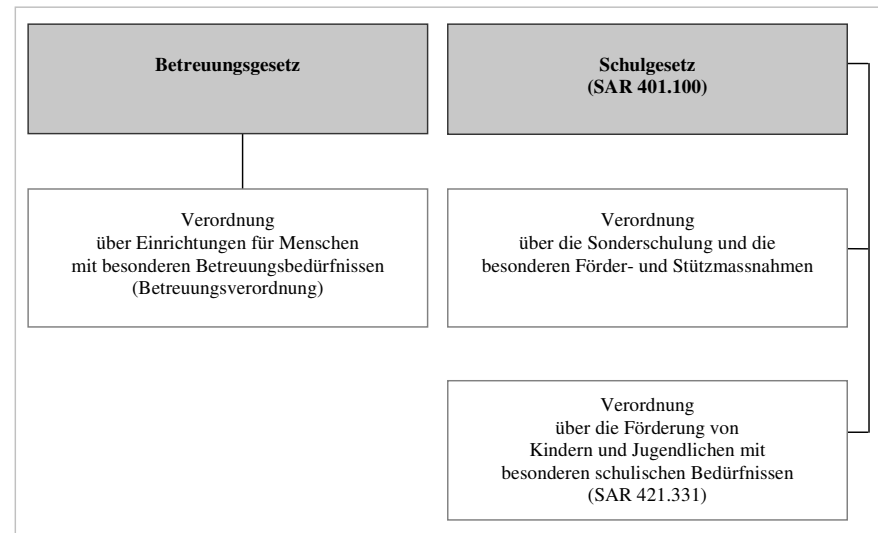 Betreuungsgesetz
Schulgesetz
(SAR 401.100)
Verordnung
über Einrichtungen für Menschen
mit besonderen Betreuungsbedürfnissen
(Betreuungsverordnung)
Verordnung
über die Sonderschulung und die
besonderen Förder- und Stützmassnahmen
Verordnung
über die Förderung von
Kindern und Jugendlichen mit
besonderen schulischen Bedürfnissen
(SAR 421.331)